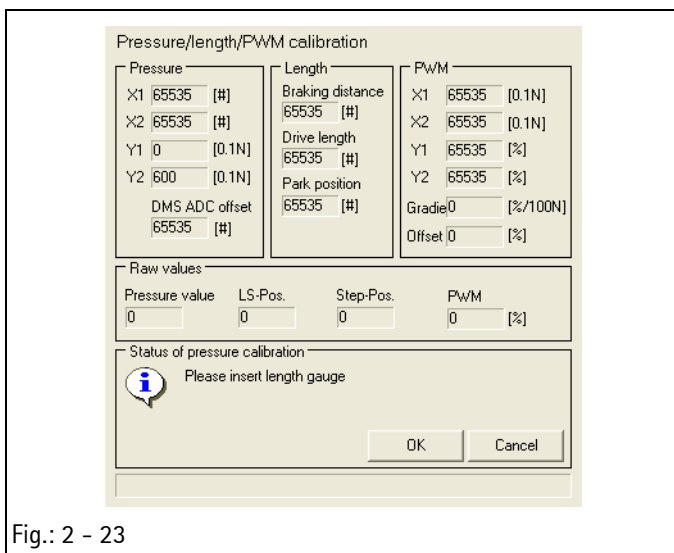 Pressure/length/PWM calibration
Pressure
X1 65535 [#]
X2 65535 [#]
Y1 0 [0.1N]
Y2 600 [0.1N]
DMS ADC offset
65535 [#]
Length
Braking distance
65535 [#]
Drive length
65535 [#]
Park position
65535 [#]
PWM
X1 65535 [0.1N]
X2 65535 [0.1N]
Y1 65535 [%]
Y2 65535 [%]
Gradie 0 [%/100N]
Offset 0 [%]
Raw values
Pressure value LS-Pos. Step-Pos. PWM
0 0 0 0 [%]
Status of pressure calibration
Please insert length gauge
OK Cancel
Fig.: 2 – 23